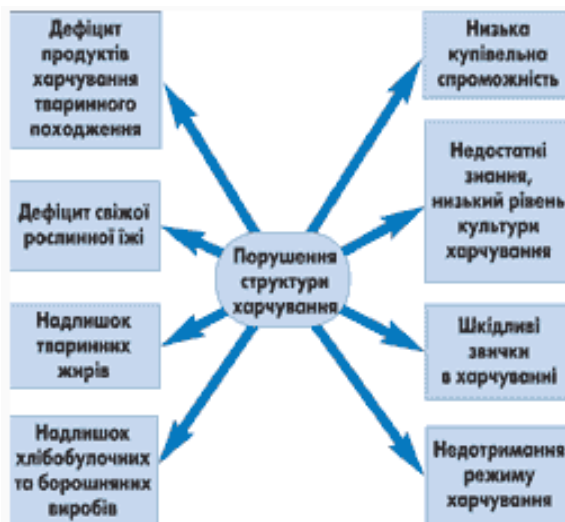 Дефіцит
продуктів
харчування
тваринного
походження
Низька
купівельна
спроможність
Недостатні
знання,
низький рівень
культури
харчування
Дефіцит свіжої
рослинної їжі
Порушення
структури
харчування
Надлишок
тваринних
жирів
Шкідливі
звички
в харчуванні
Надлишок
хлібобулочних
та борошняних
виробів
Недотримання
режиму
харчування